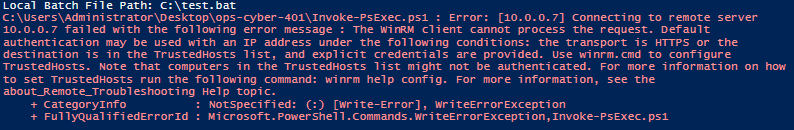 Local Batch File Path: C:\test.bat
C:\Users\Administrator\Desktop\ops-cyber-401\Invoke-PsExec.ps1 : Error: [10.0.0.7] Connecting to remote server
10.0.0.7 failed with the following error message : The WinRM client cannot process the request. Default
authentication may be used with an IP address under the following conditions: the transport is HTTPS or the
destination is in the TrustedHosts list, and explicit credentials are provided. Use winrm.cmd to configure
TrustedHosts. Note that computers in the TrustedHosts list might not be authenticated. For more information on how
to set TrustedHosts run the following command: winrm help config. For more information, see the
about_Remote_Troubleshooting Help topic.
    + CategoryInfo          : NotSpecified: (:) [Write-Error], WriteErrorException
    + FullyQualifiedErrorId : Microsoft.PowerShell.Commands.WriteErrorException,Invoke-PsExec.ps1